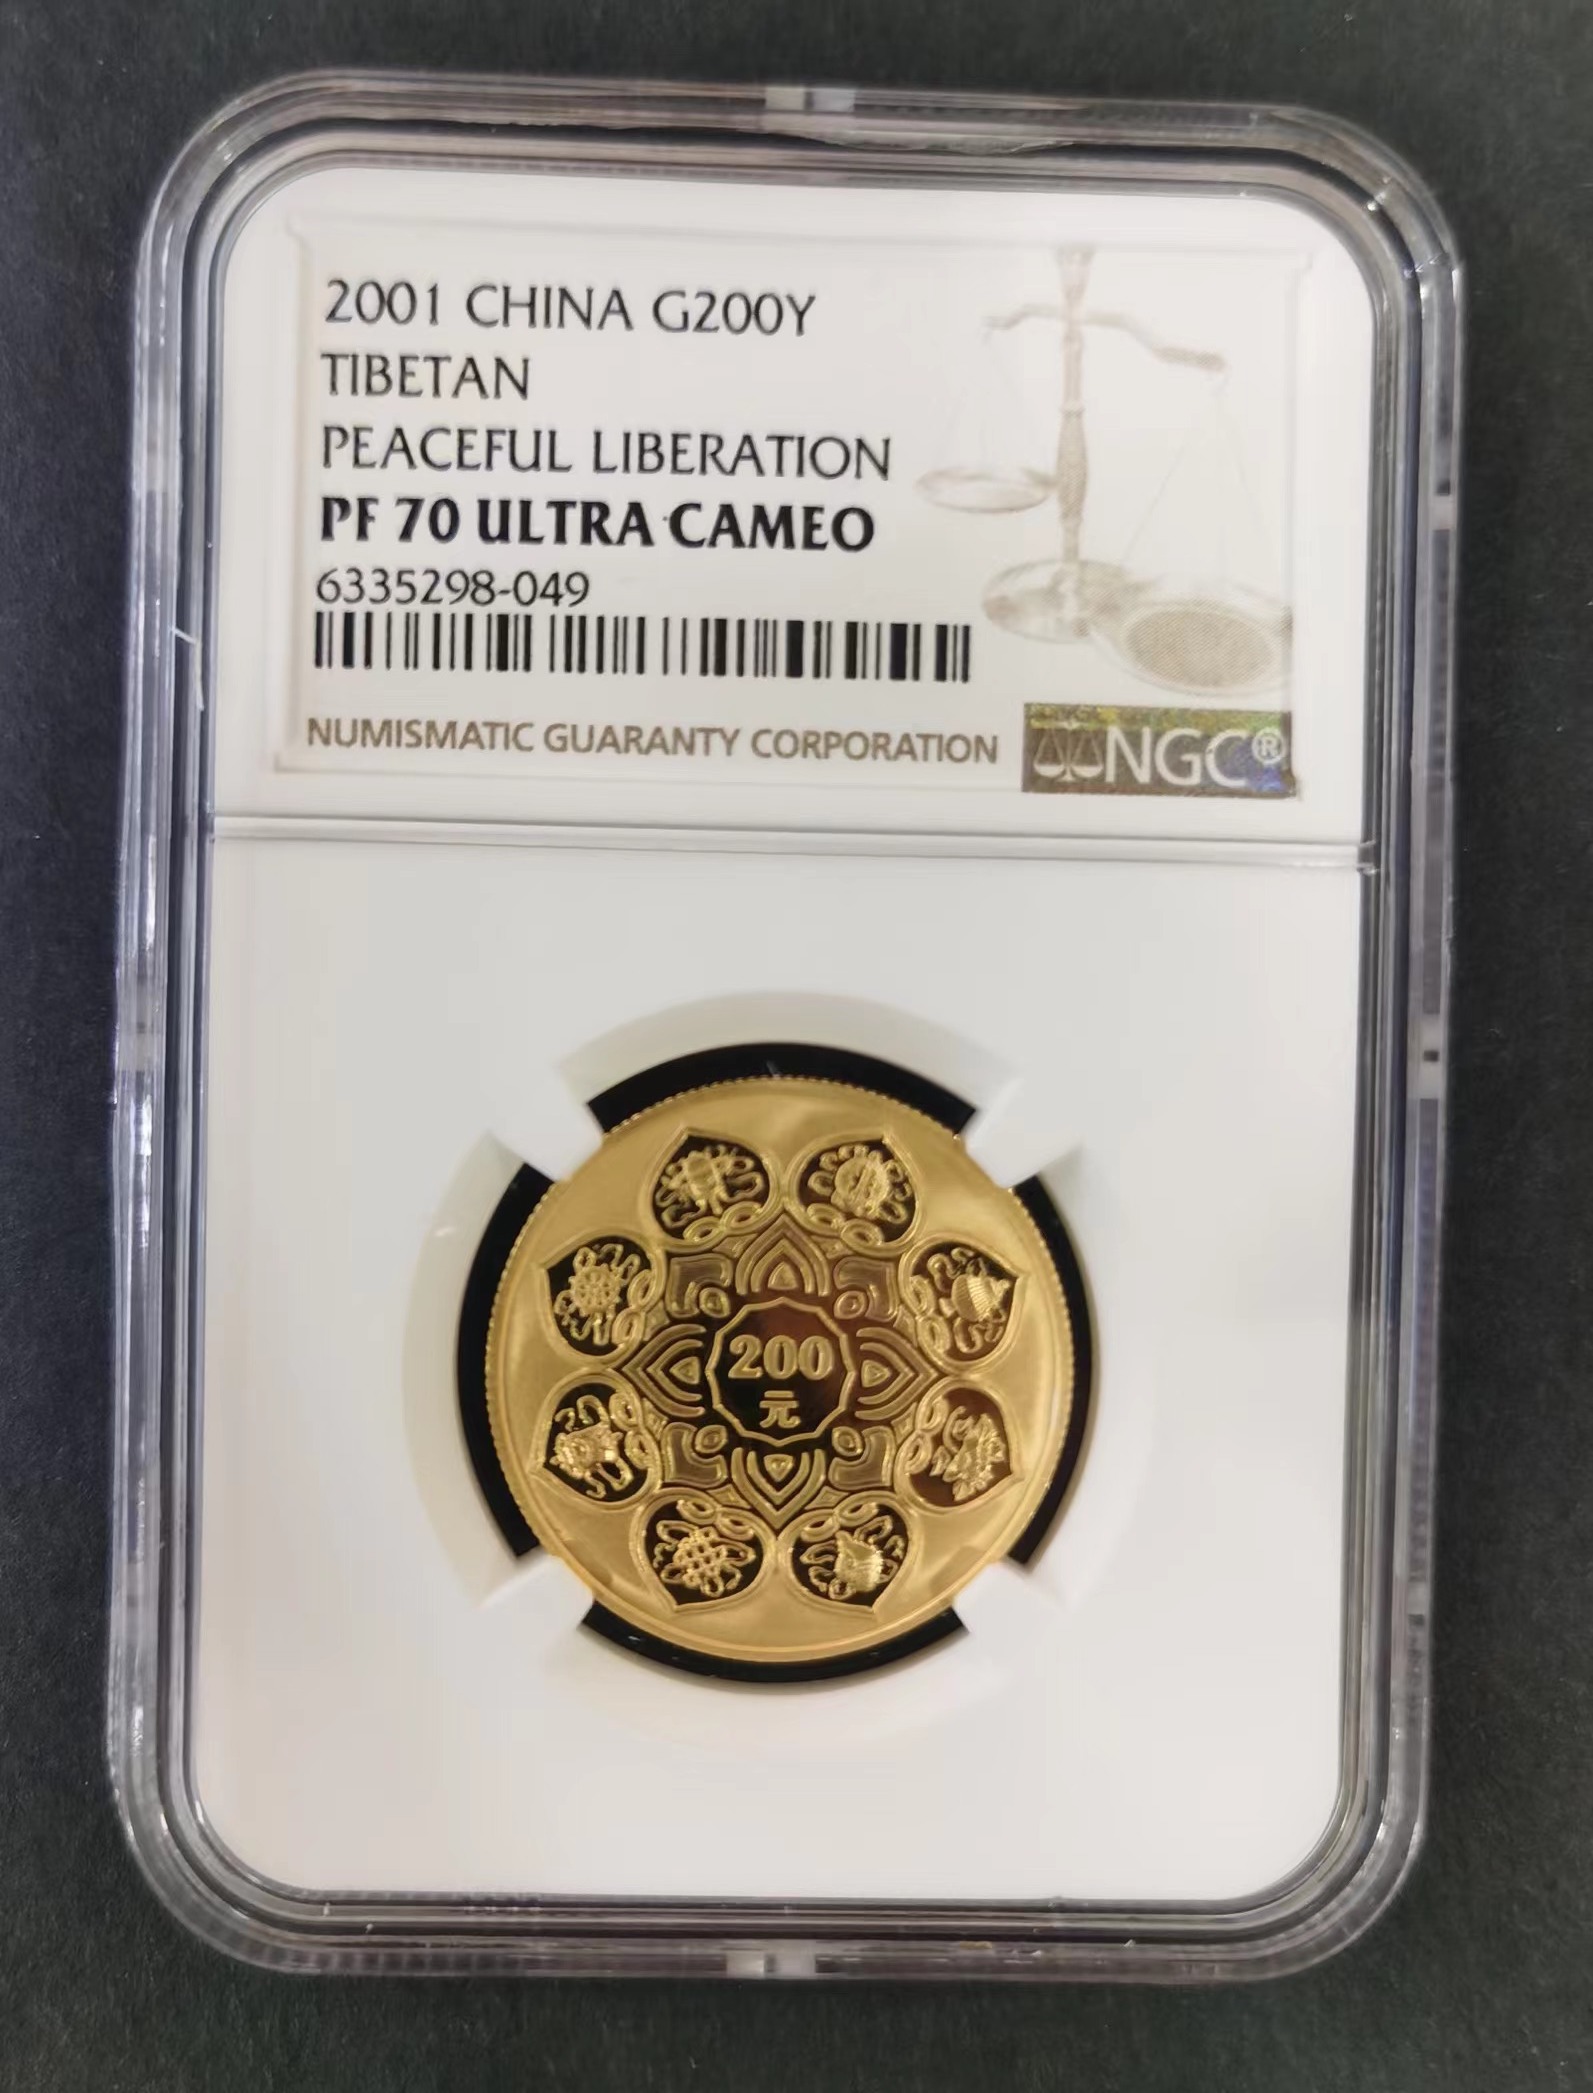 2001 CHINA G200Y
TIBETAN
PEACEFUL LIBERATION
PF 70 ULTRA CAMEO
6335298-049
NUMISMATIC GUARANTY CORPORATION
NGC®
200
元